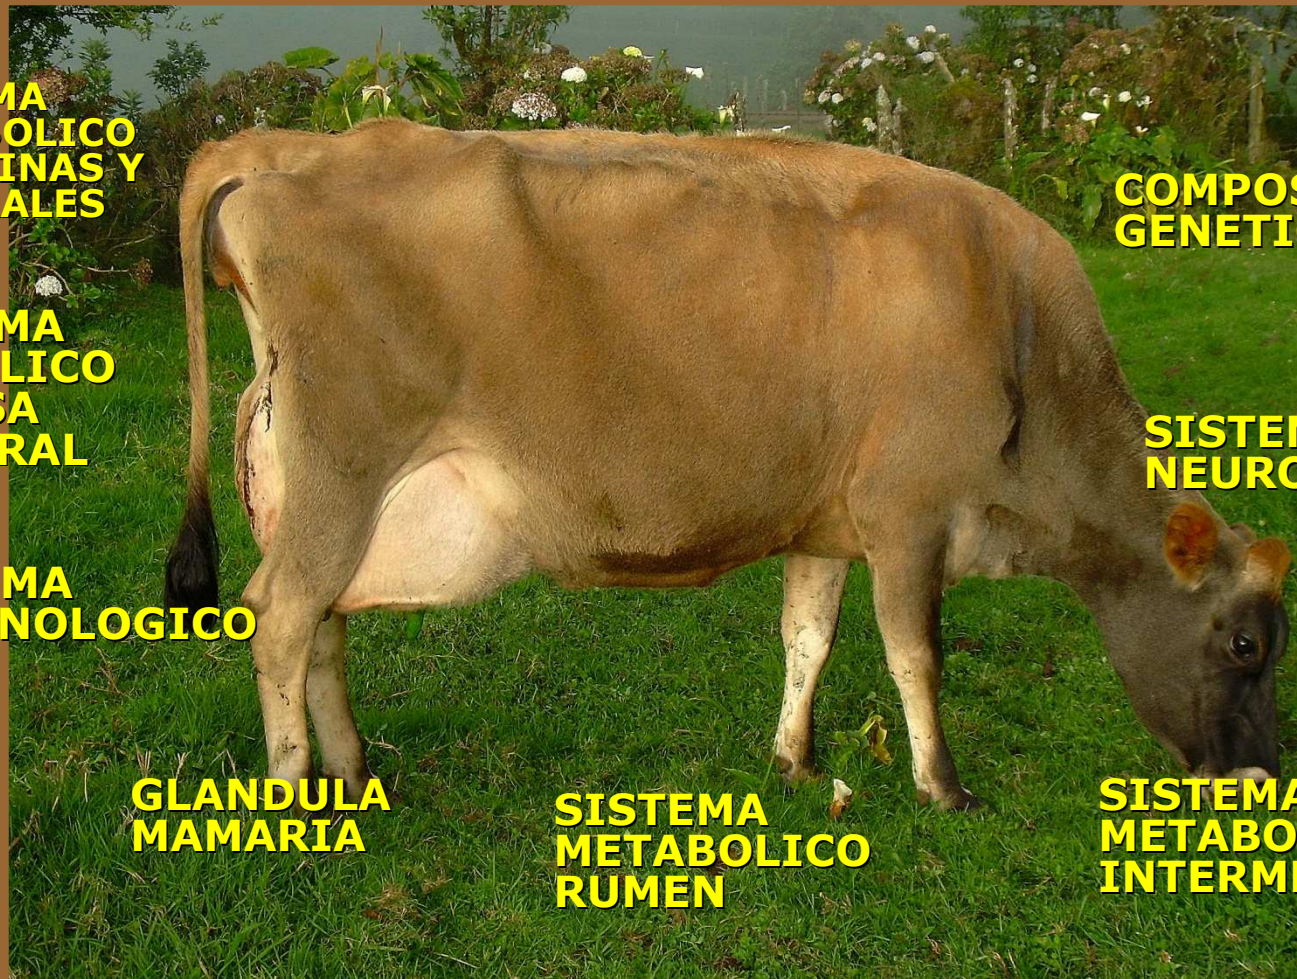 MA
OLICO
INAS Y
ALES
COMPOS
GENETI
MA
LICO
SA
RAL
SISTEM
NEURO
MA
NOLOGICO
GLANDULA
MAMARIA
SISTEMA
METABOLICO
RUMEN
SISTEMA
METABO
INTERME